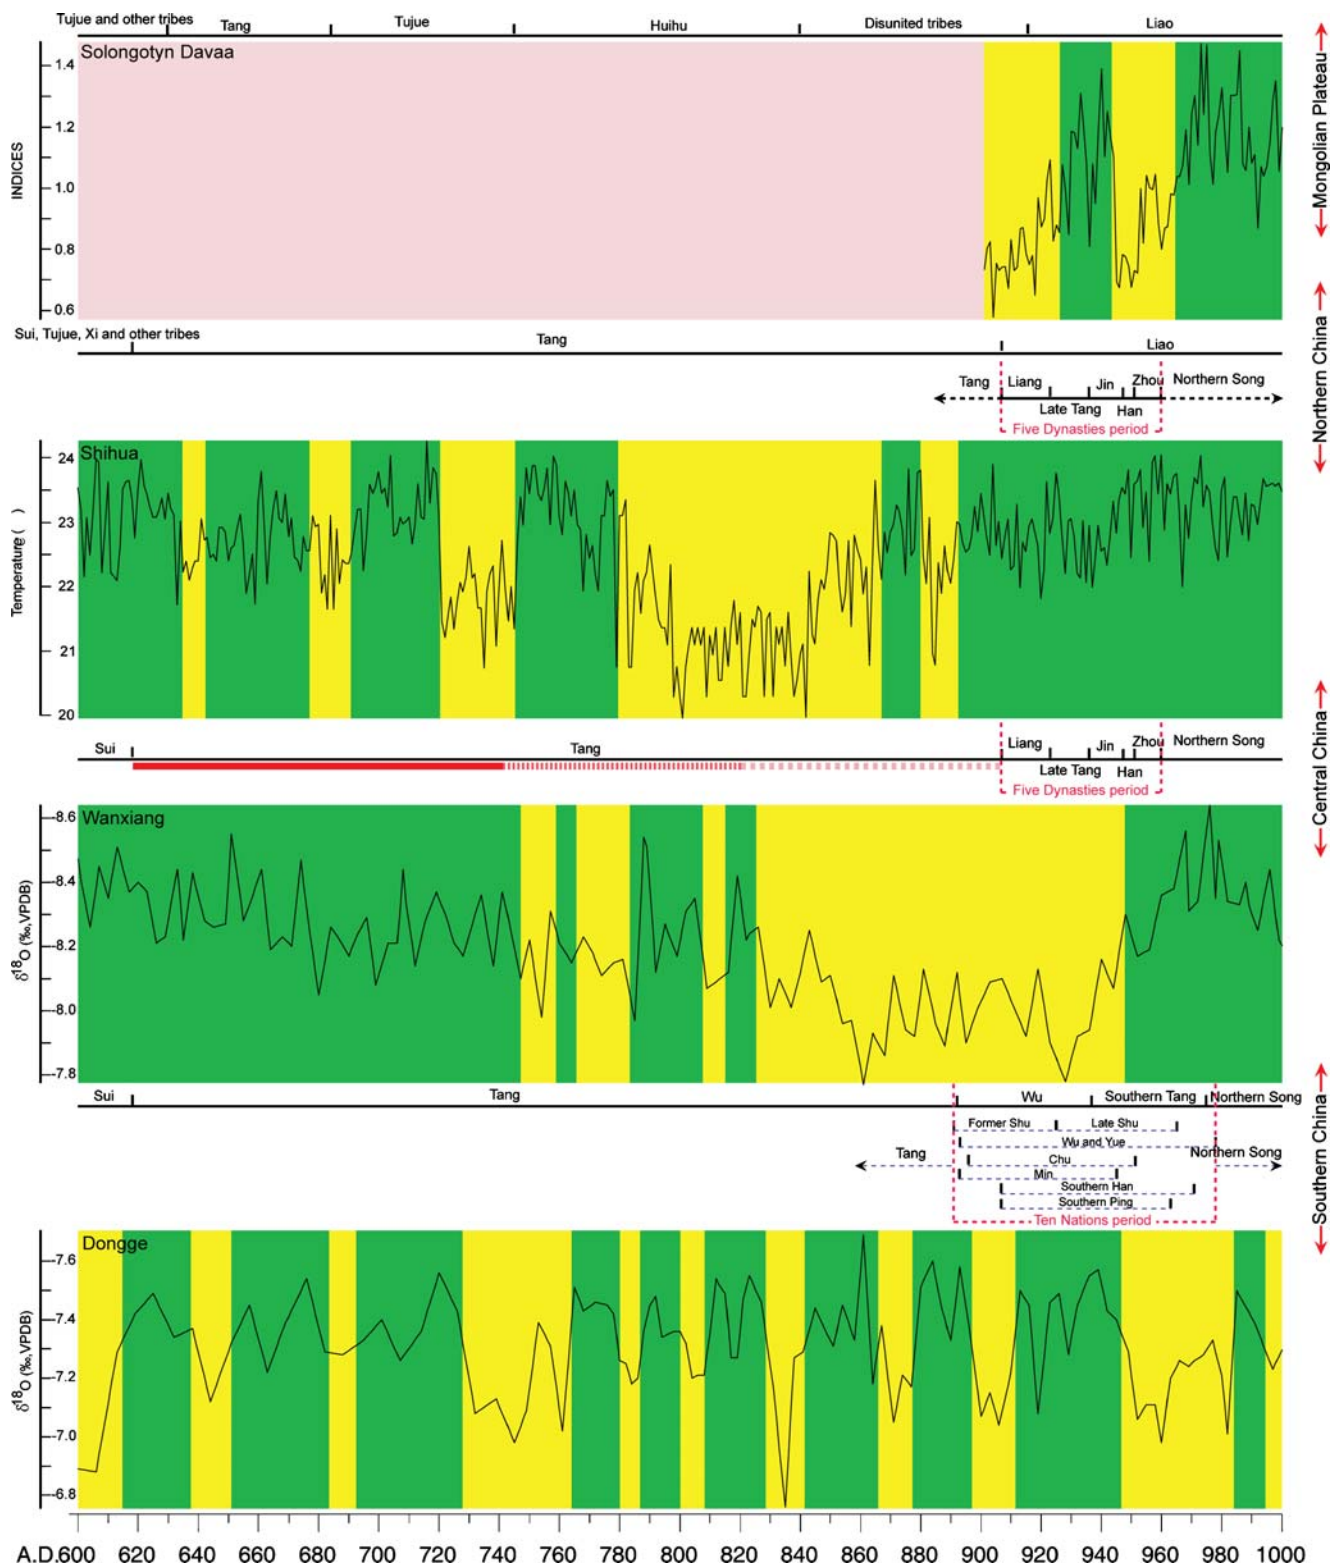 Tujue and other tribes Tang Tujue Huihu Disunited tribes Liao
Solongotyn Davaa
1.4
1.2
1.0
0.8
0.6
INDICES
Mongolian Plateau
Sui, Tujue, Xi and other tribes Tang Liao
Tang Liang Jin Zhou Northern Song
Late Tang Han
Five Dynasties period
Northern China
Shihua
24
23
22
21
20
Temperature ( )
Sui Tang Liang Jin Zhou Northern Song
Late Tang Han
Five Dynasties period
Central China
Wanxiang
-8.6
-8.4
-8.2
-8.0
-7.8
δ18O (‰,VPDB)
Sui Tang Wu Southern Tang Northern Song
Former Shu Late Shu
Wu and Yue
Tang Chu Northern Song
Min
Southern Han
Southern Ping
Ten Nations period
Southern China
Dongge
-7.6
-7.4
-7.2
-7.0
-6.8
δ18O (‰,VPDB)
A.D.600 620 640 660 680 700 720 740 760 780 800 820 840 860 880 900 920 940 960 980 1000